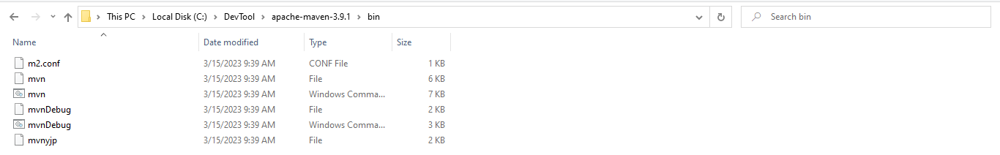 This PC > Local Disk (C:) > DevTool > apache-maven-3.9.1 > bin Search bin
Name Date modified Type Size
m2.conf 3/15/2023 9:39 AM CONF File 1 KB
mvn 3/15/2023 9:39 AM File 6 KB
mvn 3/15/2023 9:39 AM Windows Comma... 7 KB
mvnDebug 3/15/2023 9:39 AM File 2 KB
mvnDebug 3/15/2023 9:39 AM Windows Comma... 3 KB
mvnyjp 3/15/2023 9:39 AM File 2 KB